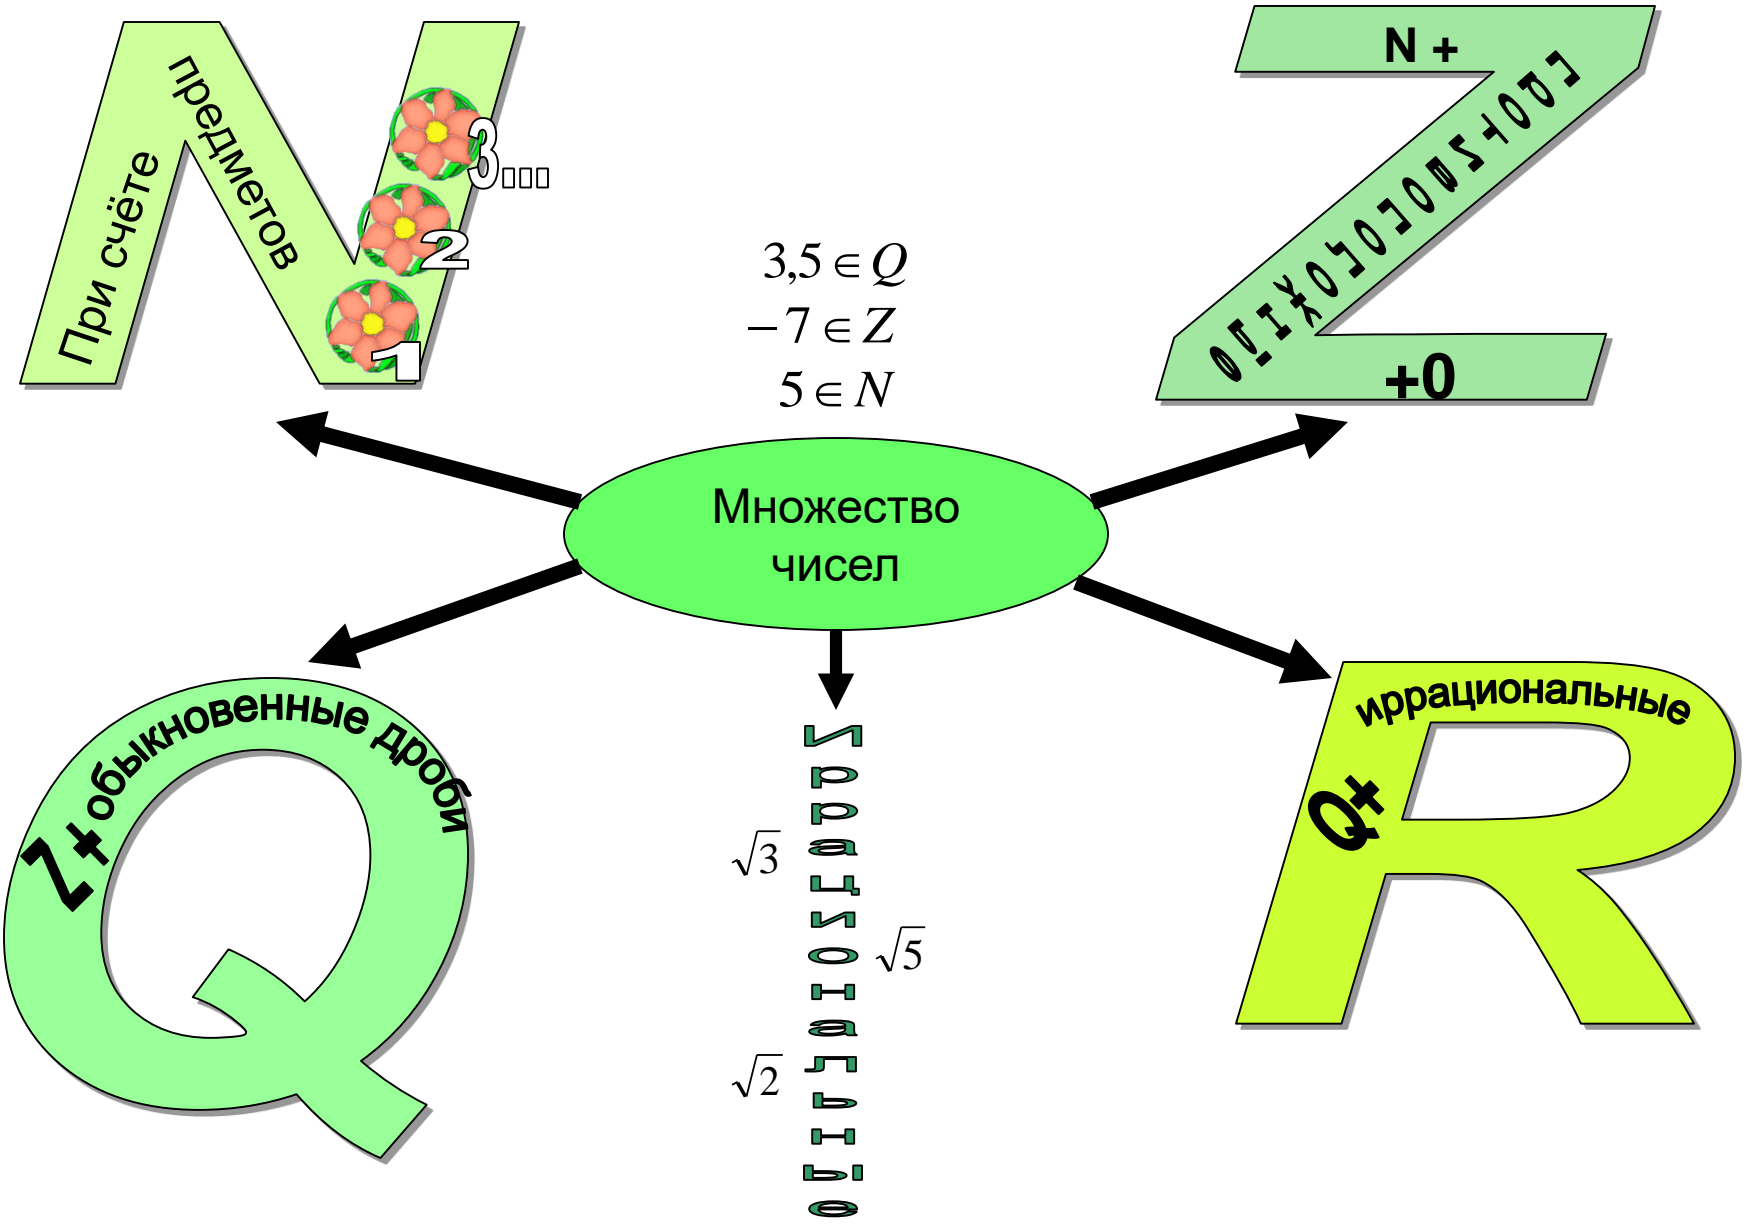 При счёте
предметов
1
2
3...
N +
противоположные
+0
3,5 ∈ Q
−7 ∈ Z
5 ∈ N
Множество
чисел
Z + обыкновенные дроби
Иррациональные
√3
√5
√2
Q+
иррациональные